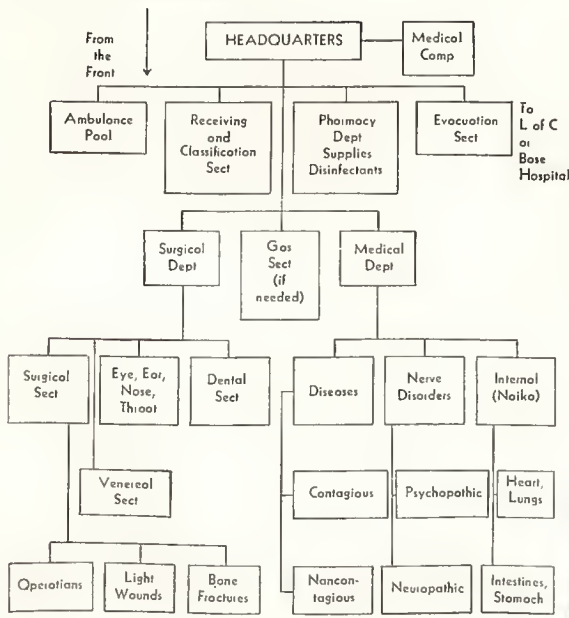 From
the
Front
HEADQUARTERS
Medical
Comp
Ambulance
Pool
Receiving
and
Classification
Sect
Pharmacy
Dept
Supplies
Disinfectants
Evacuation
Sect
To
L of C
or
Base
Hospital
Surgical
Dept
Gas
Sect
(if
needed)
Medical
Dept
Surgical
Sect
Eye, Ear,
Nose,
Throat
Dental
Sect
Diseases
Nerve
Disorders
Internal
(Naika)
Venereal
Sect
Contagious
Psychopathic
Heart,
Lungs
Operations
Light
Wounds
Bone
Fractures
Noncon-
tagious
Neuropathic
Intestines,
Stomach